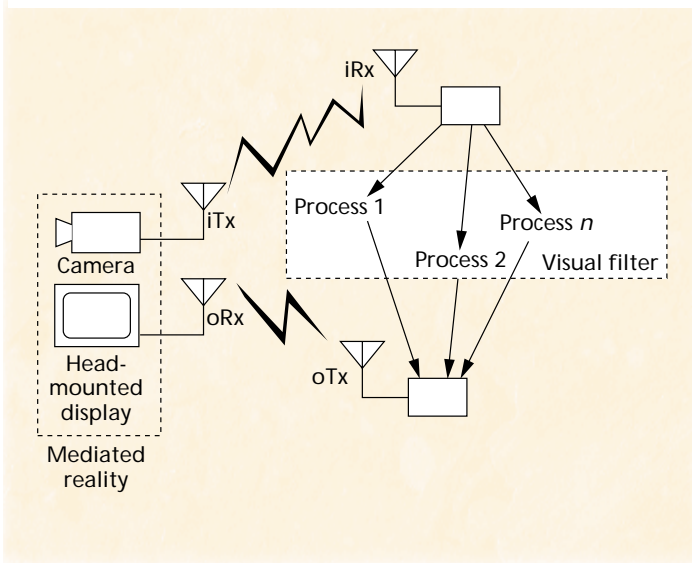 iRx
iTx
Process 1
Process n
Camera
Process 2
Visual filter
oRx
Head-
mounted
display
oTx
Mediated
reality